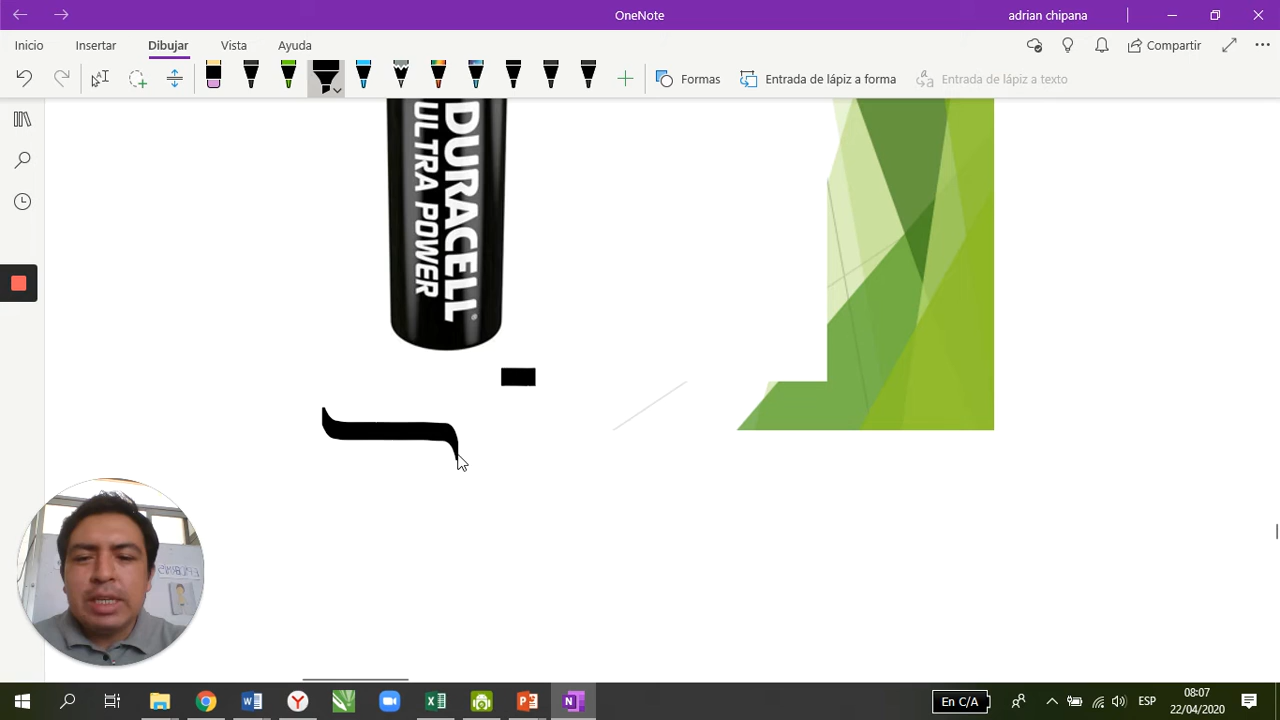 OneNote
adrian chipana
Inicio
Insertar
Dibujar
Vista
Ayuda
Compartir
Formas
Entrada de lápiz a forma
Entrada de lápiz a texto
DURACELL
ULTRA POWER
En C/A
ESP
08:07
22/04/2020